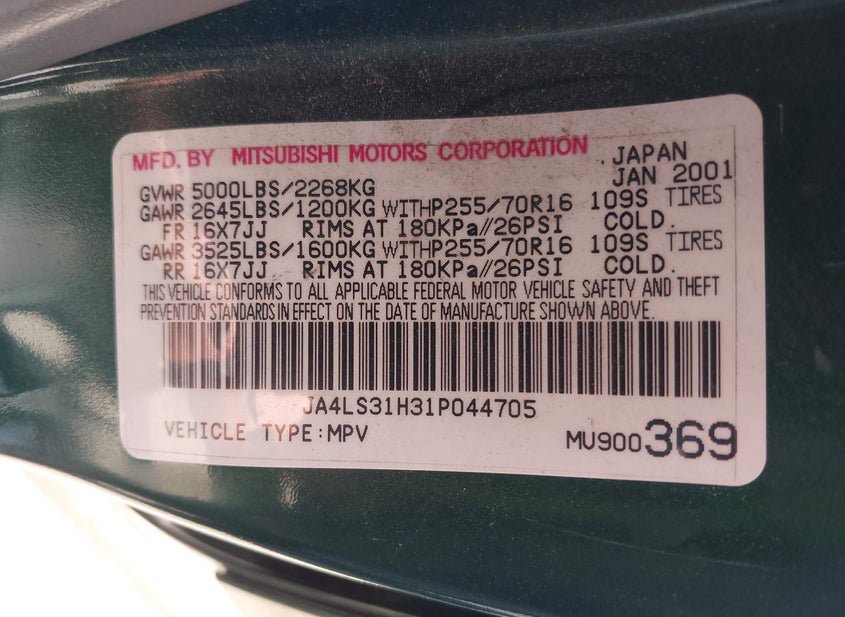 MFD. BY MITSUBISHI MOTORS CORPORATION , JAPAN
GVWR 5000LBS/2268KG JAN 2001
GAWR 2645LBS/1200KG WITHP255/70R16 109S TIRES
FR 16X7JJ RIMS AT 180KPa//26PSI COLD.
GAWR 3525LBS/1600KG WITHP255/70R16 109S TIRES
RR 16X7JJ RIMS AT 180KPa//26PSI COLD.
THIS VEHICLE CONFORMS TO ALL APPLICABLE FEDERAL MOTOR VEHICLE SAFETY AND THEFT
PREVENTION STANDARDS IN EFFECT ON THE DATE OF MANUFACTURE SHOWN ABOVE.
JA4LS31H31P044705
VEHICLE TYPE:MPV MU900369